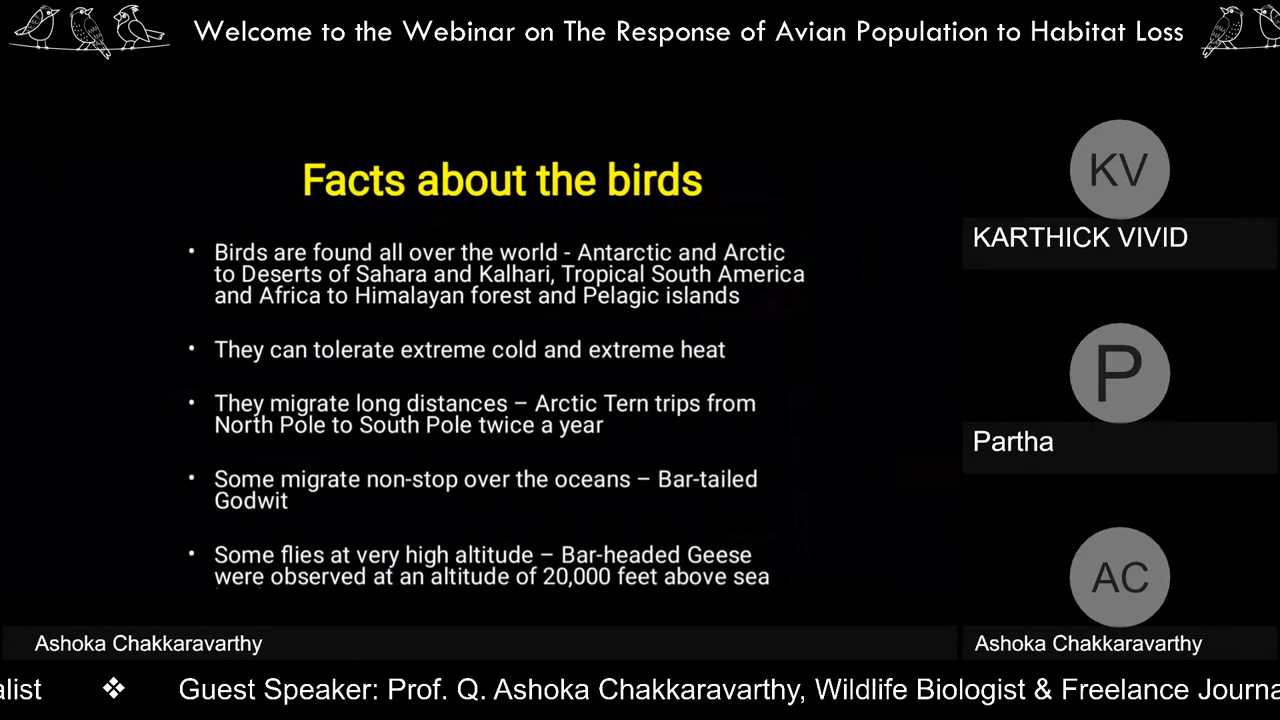 Welcome to the Webinar on The Response of Avian Population to Habitat Loss
Facts about the birds
• Birds are found all over the world - Antarctic and Arctic
to Deserts of Sahara and Kalhari, Tropical South America
and Africa to Himalayan forest and Pelagic islands
• They can tolerate extreme cold and extreme heat
• They migrate long distances – Arctic Tern trips from
North Pole to South Pole twice a year
• Some migrate non-stop over the oceans – Bar-tailed
Godwit
• Some flies at very high altitude – Bar-headed Geese
were observed at an altitude of 20,000 feet above sea
KV
KARTHICK VIVID
P
Partha
AC
Ashoka Chakkaravarthy
Ashoka Chakkaravarthy
alist ❖ Guest Speaker: Prof. Q. Ashoka Chakkaravarthy, Wildlife Biologist & Freelance Journa